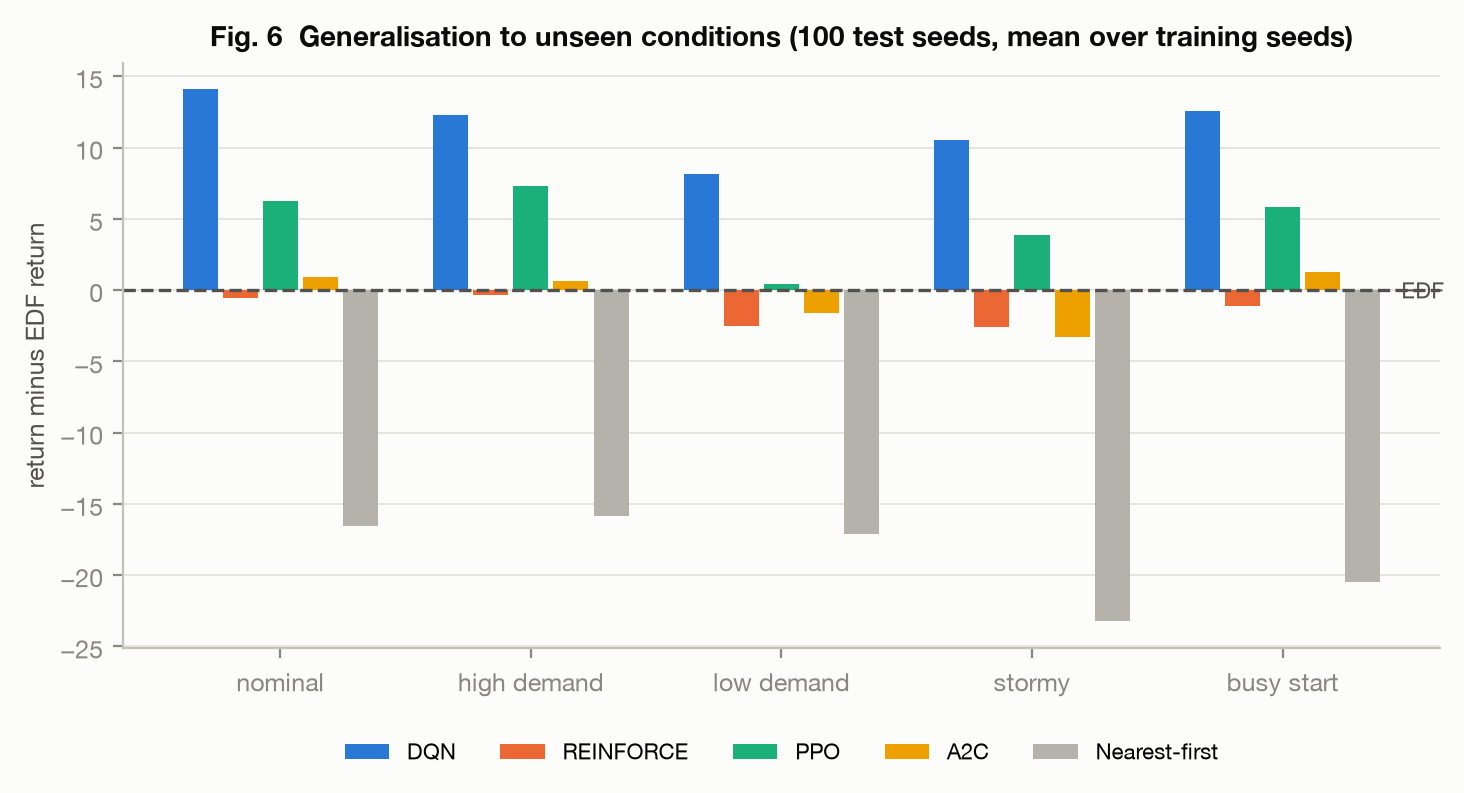 Fig. 6  Generalisation to unseen conditions (100 test seeds, mean over training seeds)
return minus EDF return
15
10
5
0
−5
−10
−15
−20
−25
EDF
nominal
high demand
low demand
stormy
busy start
DQN
REINFORCE
PPO
A2C
Nearest-first